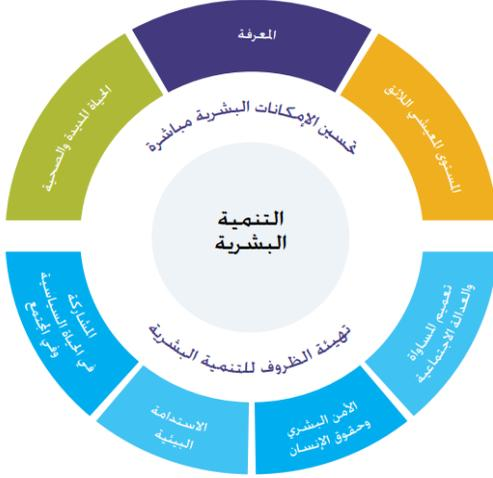 المعرفة
المستوى المعيشي اللائق
الحياة المديدة والصحية
تحسين الإمكانات البشرية مباشرة
التنمية
البشرية
تهيئة الظروف للتنمية البشرية
تعميم المساواة
والعدالة الاجتماعية
الأمن البشري
وحقوق الإنسان
الاستدامة
البيئية
المشاركة
في الحياة السياسية
وفي المجتمع